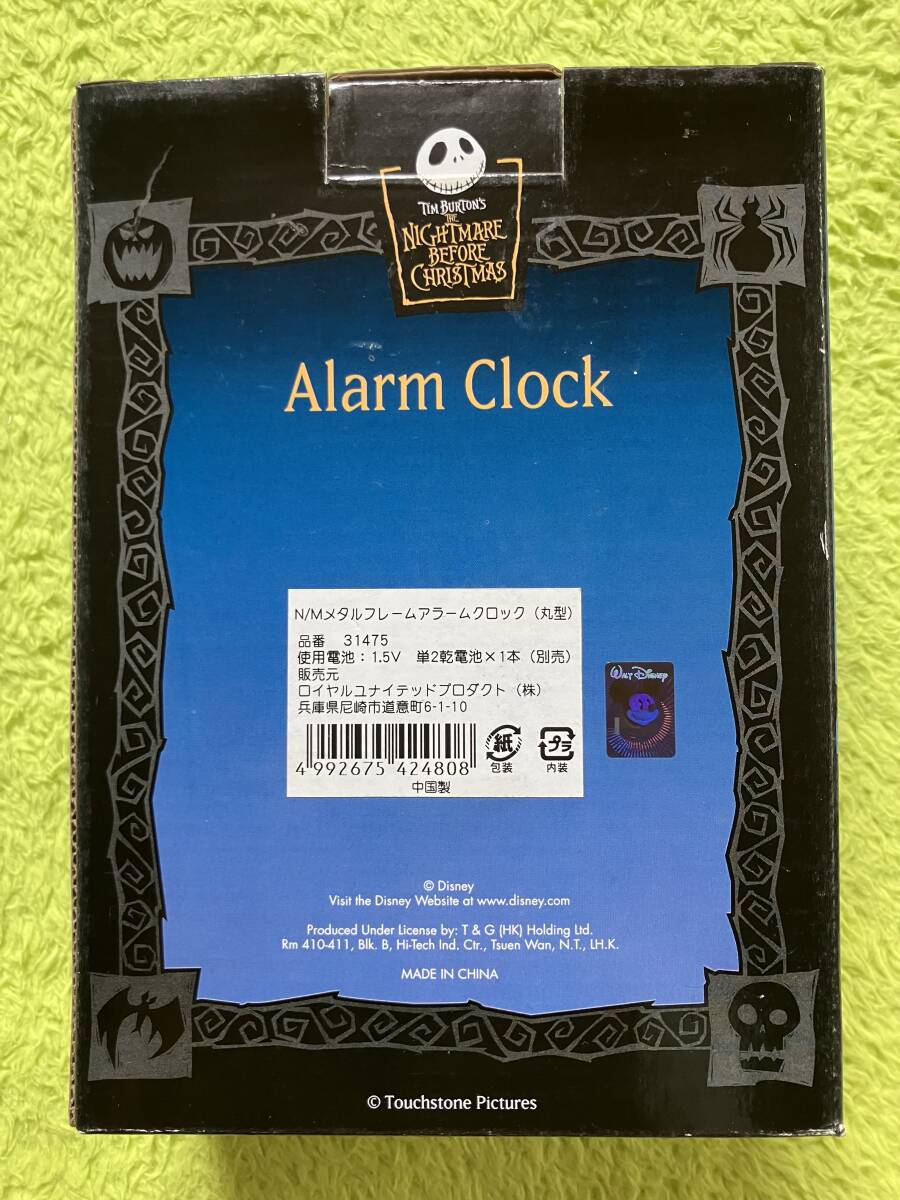 TIM BURTON'S
THE
NIGHTMARE
BEFORE
CHRISTMAS
Alarm Clock
N/Mメタルフレームアラームクロック（丸型）
品番 31475
使用電池：1.5V 単2乾電池×1本（別売）
販売元
ロイヤルユナイテッドプロダクト（株）
兵庫県尼崎市道意町6-1-10
4 992675 424808
紙
包装
プラ
内装
中国製
WALT DISNEY
© Disney
Visit the Disney Website at www.disney.com
Produced Under License by: T & G (HK) Holding Ltd.
Rm 410-411, Blk. B, Hi-Tech Ind. Ctr., Tsuen Wan, N.T., LH.K.
MADE IN CHINA
© Touchstone Pictures